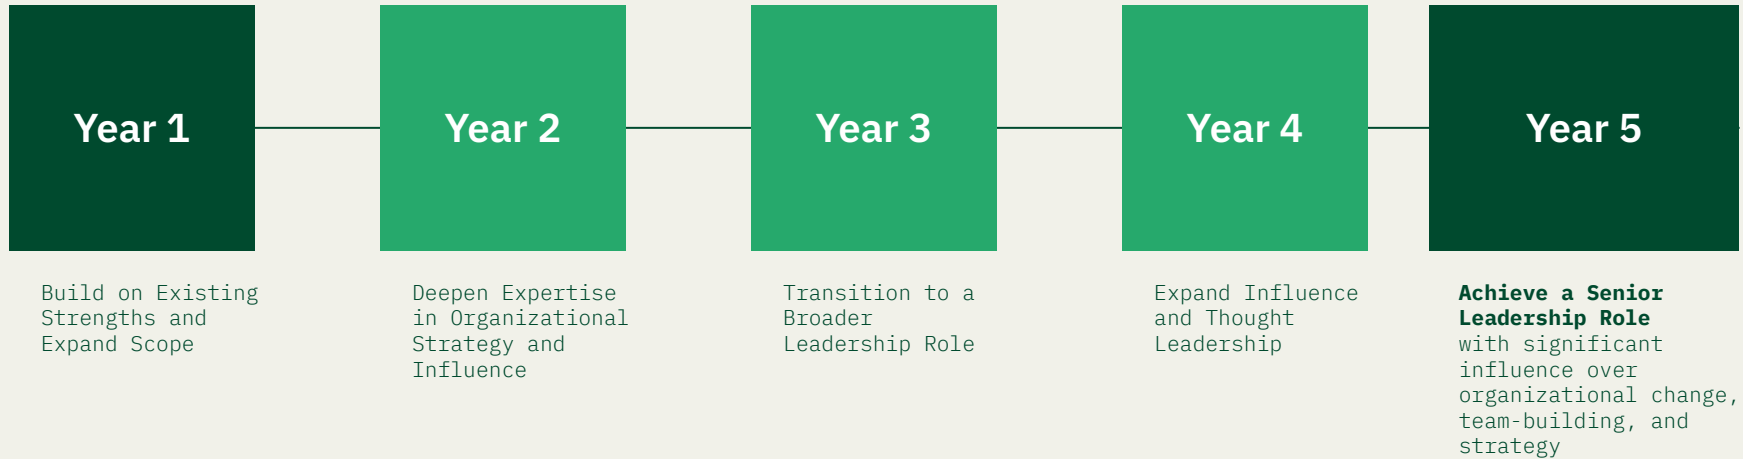 Year 1
Build on Existing
Strengths and
Expand Scope
Year 2
Deepen Expertise
in Organizational
Strategy and
Influence
Year 3
Transition to a
Broader
Leadership Role
Year 4
Expand Influence
and Thought
Leadership
Year 5
Achieve a Senior
Leadership Role
with significant
influence over
organizational change,
team-building, and
strategy